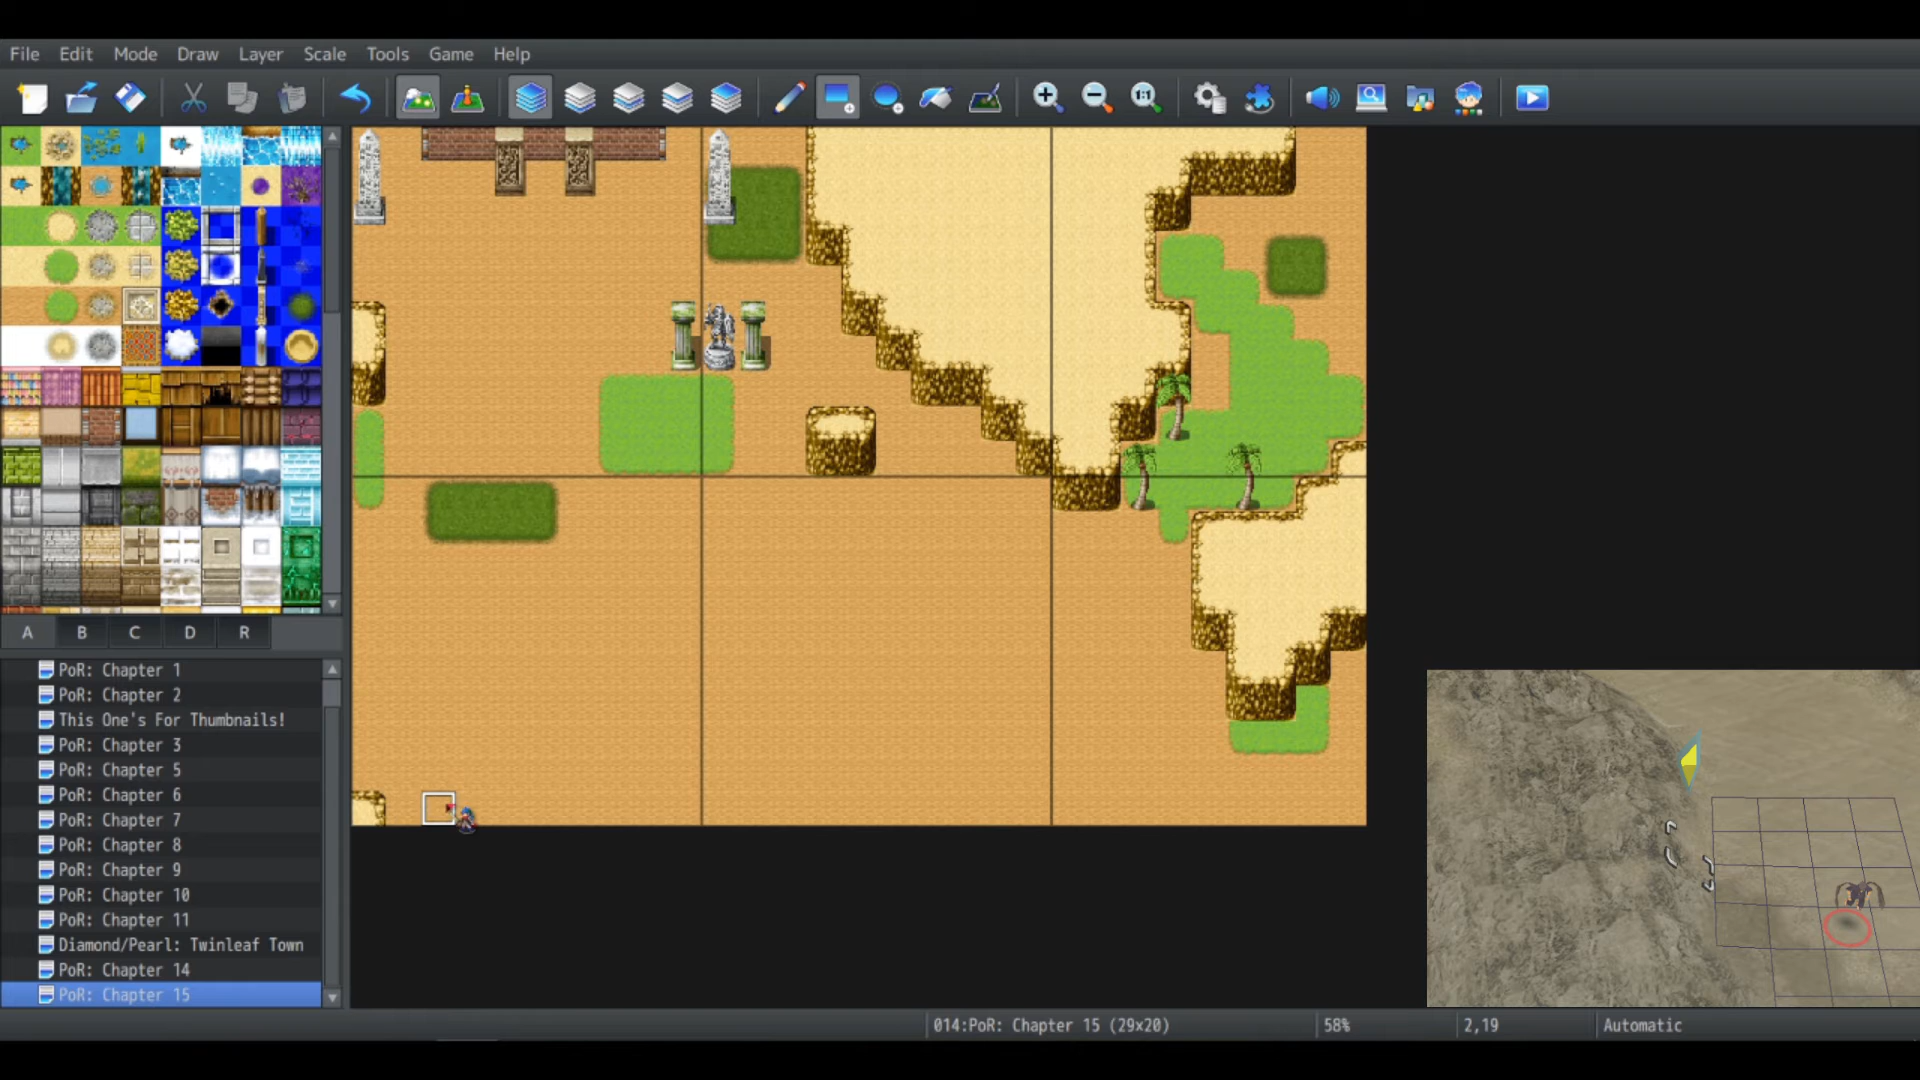 File Edit Mode Draw Layer Scale Tools Game Help
1:1
A B C D R
PoR: Chapter 1
PoR: Chapter 2
This One's For Thumbnails!
PoR: Chapter 3
PoR: Chapter 5
PoR: Chapter 6
PoR: Chapter 7
PoR: Chapter 8
PoR: Chapter 9
PoR: Chapter 10
PoR: Chapter 11
Diamond/Pearl: Twinleaf Town
PoR: Chapter 14
PoR: Chapter 15
014:PoR: Chapter 15 (29x20) 58% 2,19 Automatic